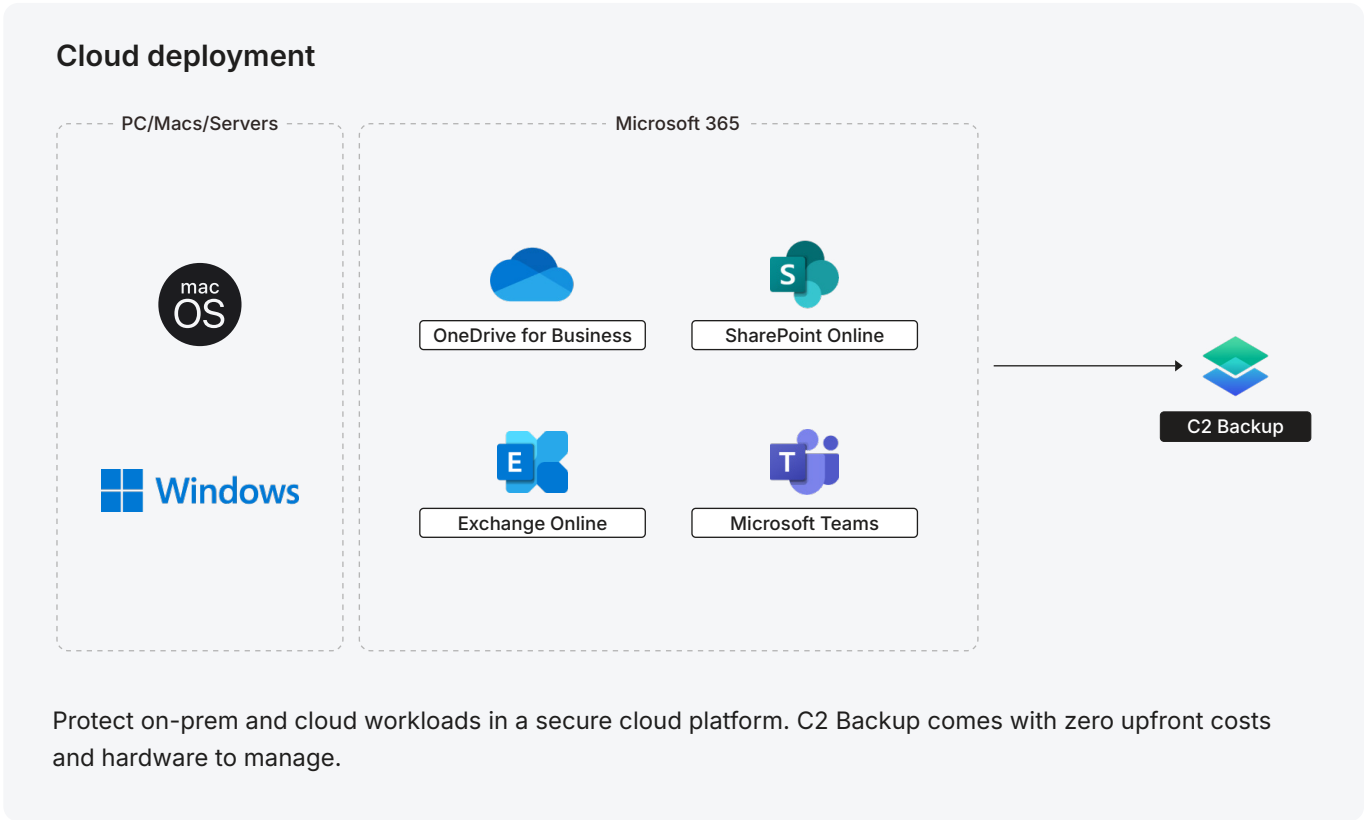 Cloud deployment
PC/Macs/Servers
Microsoft 365
mac
OS
Windows
OneDrive for Business
SharePoint Online
S
E
Exchange Online
T
Microsoft Teams
C2 Backup
Protect on-prem and cloud workloads in a secure cloud platform. C2 Backup comes with zero upfront costs
and hardware to manage.